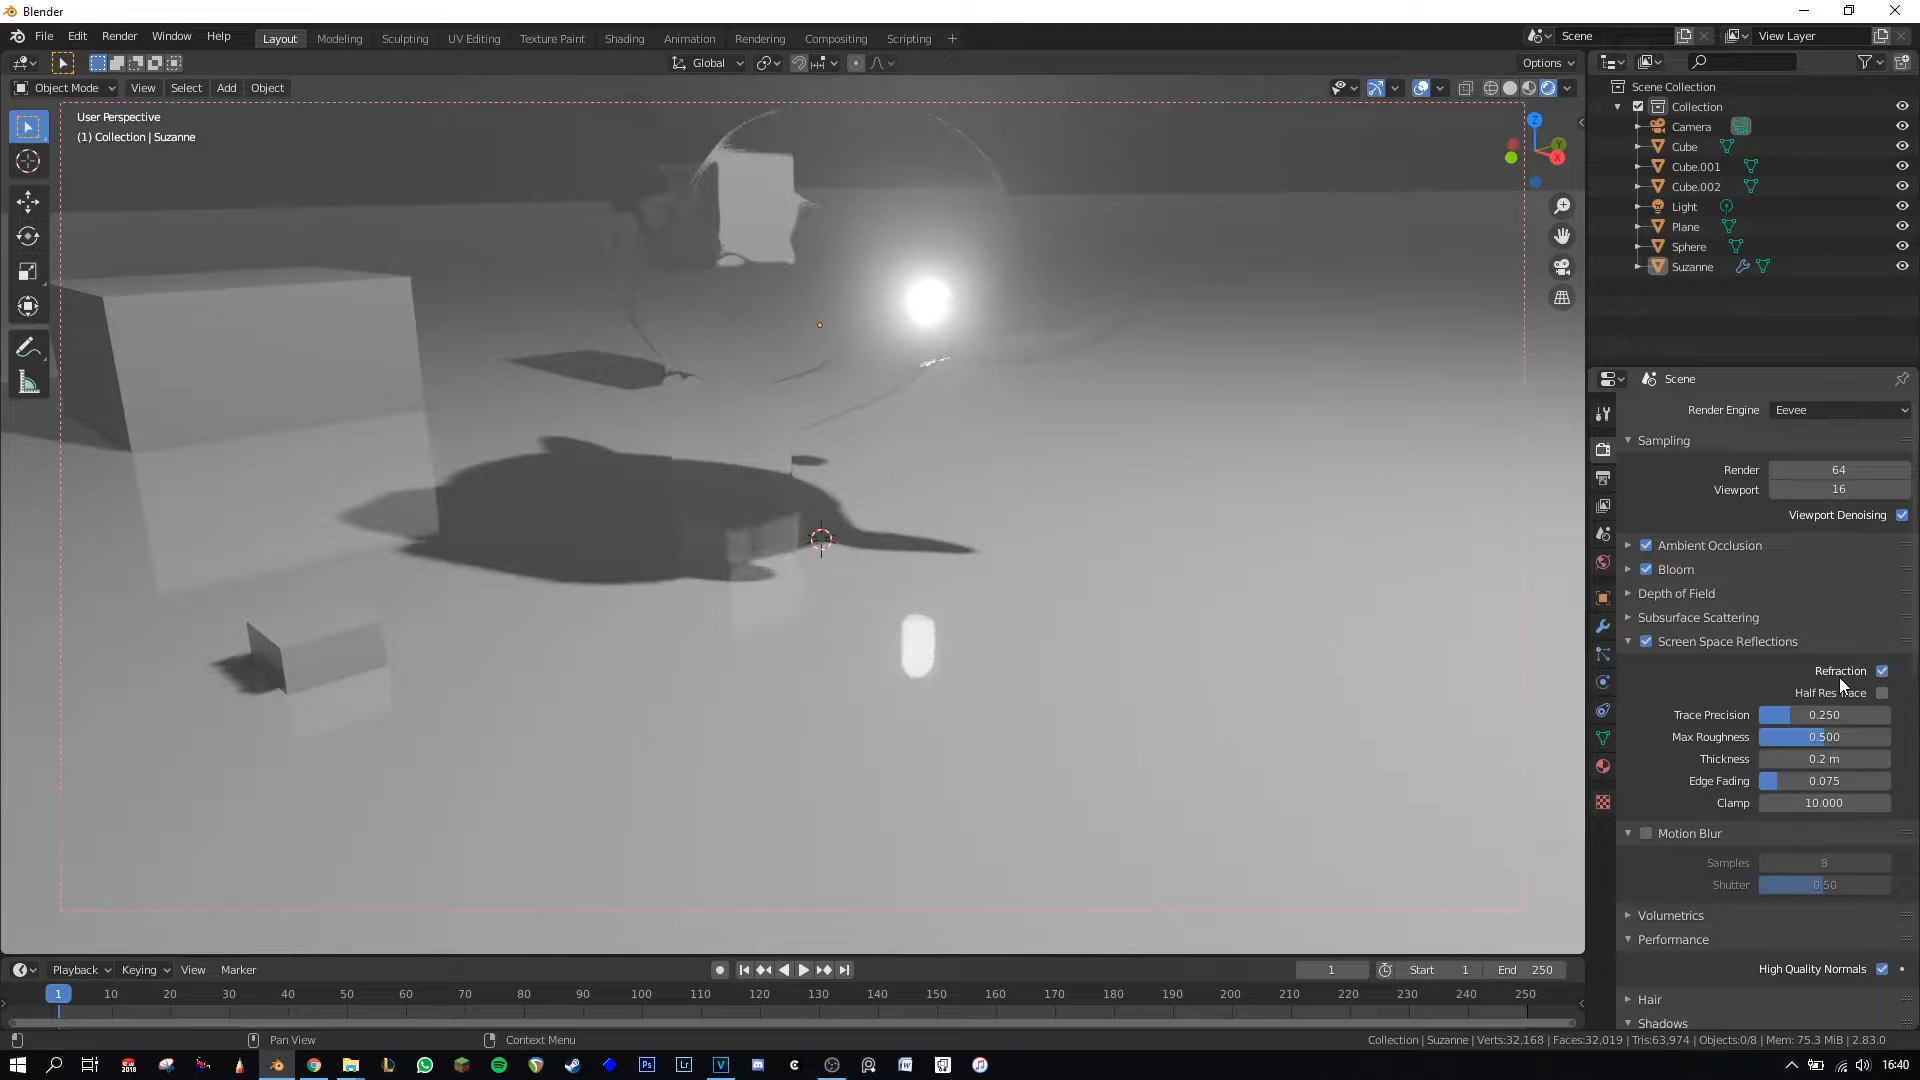 Blender
File Edit Render Window Help
Layout Modeling Sculpting UV Editing Texture Paint Shading Animation Rendering Compositing Scripting +
Scene
View Layer
Global
Options
Object Mode View Select Add Object
User Perspective
(1) Collection | Suzanne
Z
Y
X
Scene Collection
Collection
Camera
Cube
Cube.001
Cube.002
Light
Plane
Sphere
Suzanne
Scene
Render Engine Eevee
Sampling
Render 64
Viewport 16
Viewport Denoising
Ambient Occlusion
Bloom
Depth of Field
Subsurface Scattering
Screen Space Reflections
Refraction
Half Res Trace
Trace Precision 0.250
Max Roughness 0.500
Thickness 0.2 m
Edge Fading 0.075
Clamp 10.000
Motion Blur
Samples 8
Shutter 0.50
Volumetrics
Performance
High Quality Normals
Hair
Shadows
Playback Keying View Marker
1 Start 1 End 250
1 10 20 30 40 50 60 70 80 90 100 110 120 130 140 150 160 170 180 190 200 210 220 230 240 250
Pan View Context Menu
Collection | Suzanne | Verts:32,168 | Faces:32,019 | Tris:63,974 | Objects:0/8 | Mem: 75.3 MiB | 2.83.0
2018
Ps
Lr
V
16:40